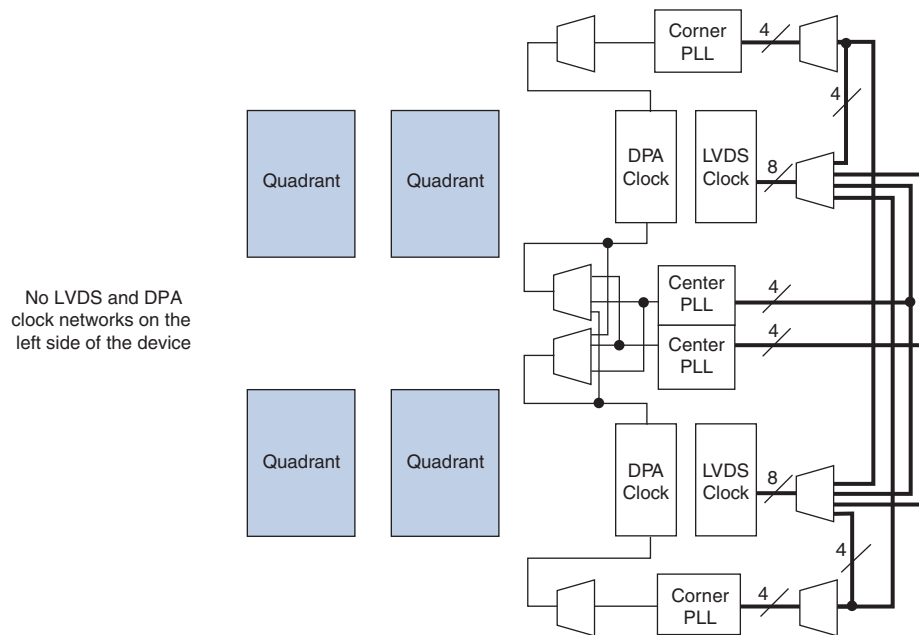 Corner
PLL
4
4
Quadrant
Quadrant
DPA
Clock
LVDS
Clock
8
No LVDS and DPA
clock networks on the
left side of the device
Center
PLL
4
Center
PLL
4
Quadrant
Quadrant
DPA
Clock
LVDS
Clock
8
4
Corner
PLL
4